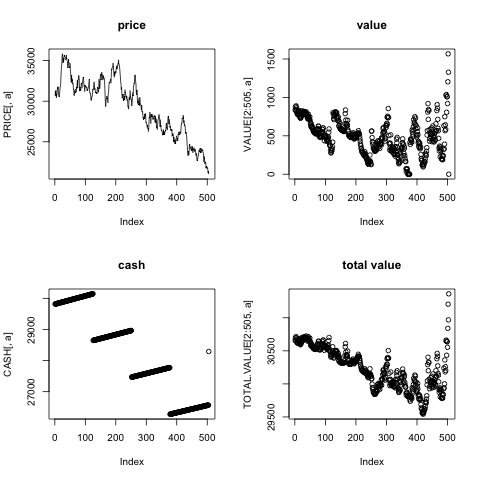 price
PRICE[, a]
25000 30000 35000
0 100 200 300 400 500
Index
value
VALUE[2:505, a]
0 500 1000 1500
0 100 200 300 400 500
Index
cash
CASH[, a]
27000 29000
0 100 200 300 400 500
Index
total value
TOTAL.VALUE[2:505, a]
29500 30500
0 100 200 300 400 500
Index